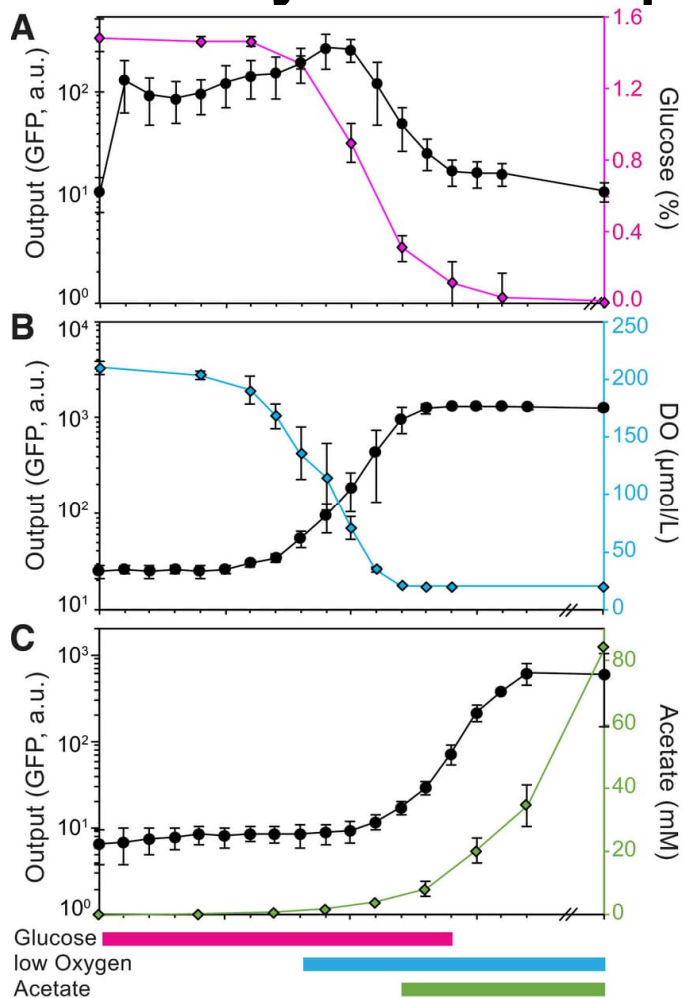 A
Output (GFP, a.u.)
10²
10¹
10⁰
1.6
1.2
0.8
0.4
0.0
Glucose (%)
B
Output (GFP, a.u.)
10⁴
10³
10²
10¹
250
200
150
100
50
0
DO (µmol/L)
C
Output (GFP, a.u.)
10³
10²
10¹
10⁰
80
60
40
20
0
Acetate (mM)
Glucose
low Oxygen
Acetate